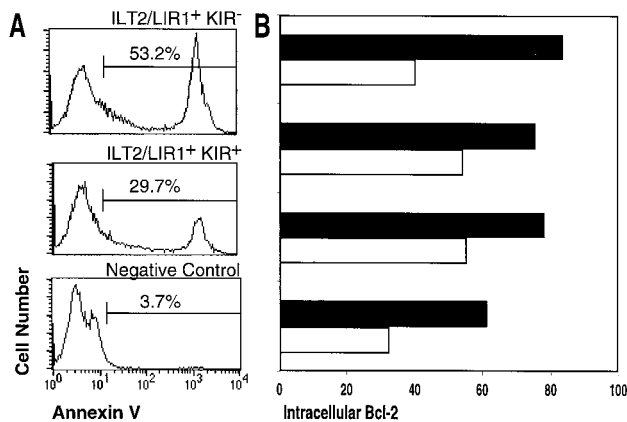 A
ILT2/LIR1+ KIR-
53.2%
ILT2/LIR1+ KIR+
29.7%
Negative Control
3.7%
Cell Number
10⁰ 10¹ 10² 10³ 10⁴
Annexin V
B
0 20 40 60 80 100
Intracellular Bcl-2